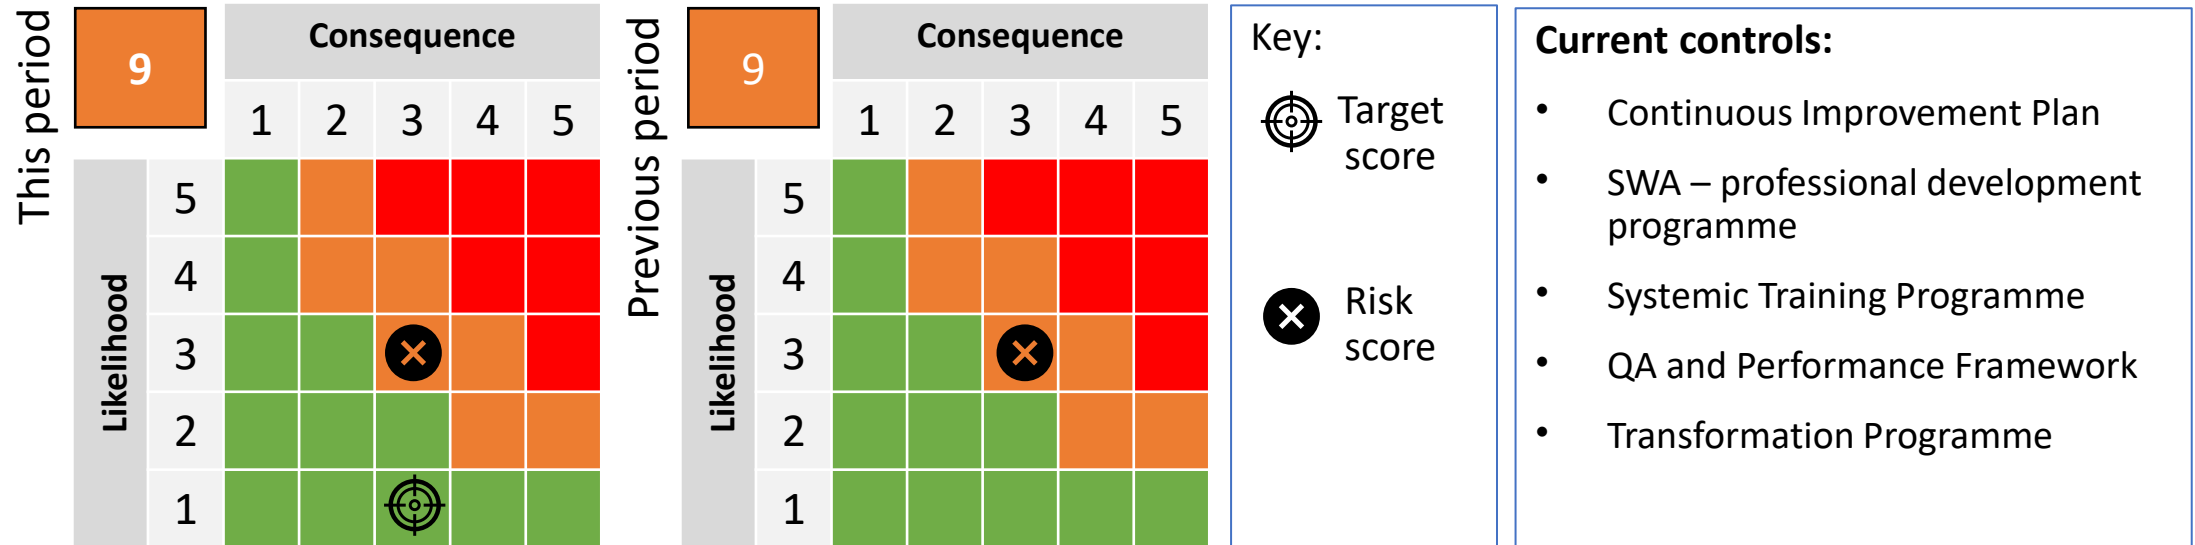 This period
9
Consequence
1 2 3 4 5
Likelihood
5
4
3
2
1
Previous period
9
Consequence
1 2 3 4 5
Likelihood
5
4
3
2
1
Key:
Target
score
Risk
score
Current controls:
• Continuous Improvement Plan
• SWA – professional development
programme
• Systemic Training Programme
• QA and Performance Framework
• Transformation Programme